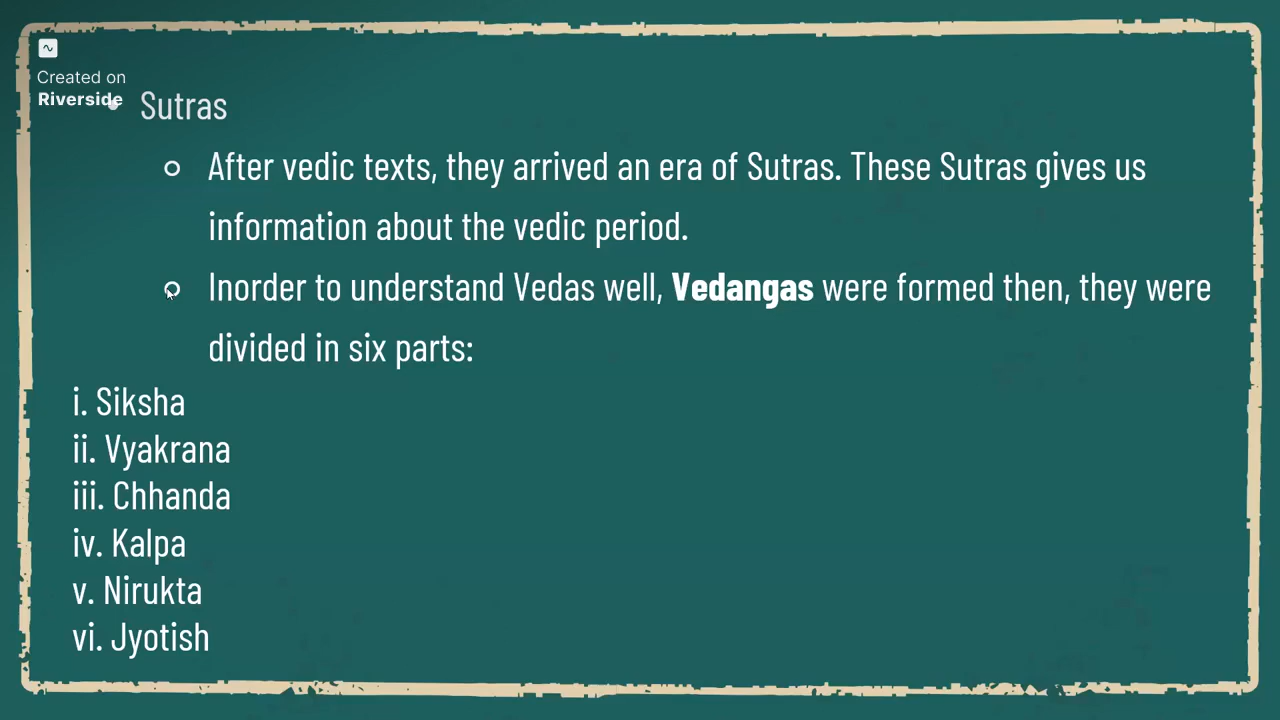 Created on
Riverside
Sutras
After vedic texts, they arrived an era of Sutras. These Sutras gives us
information about the vedic period.
Inorder to understand Vedas well, Vedangas were formed then, they were
divided in six parts:
i. Siksha
ii. Vyakrana
iii. Chhanda
iv. Kalpa
v. Nirukta
vi. Jyotish